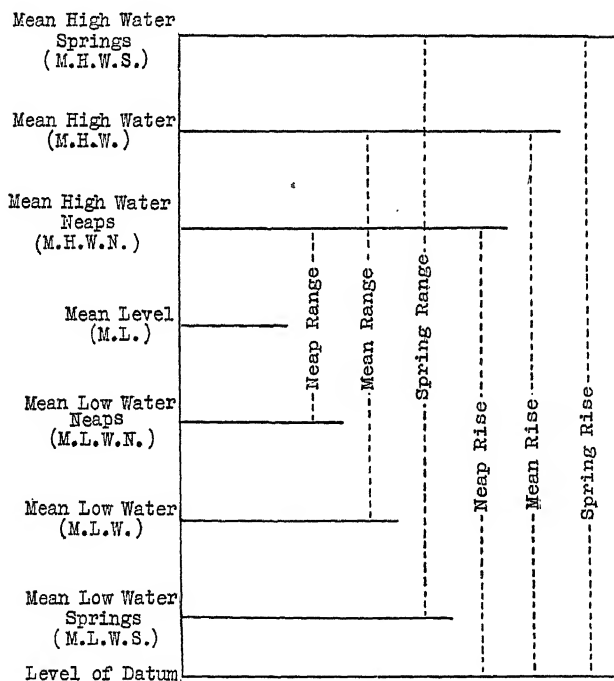 Mean High Water
Springs
(M.H.W.S.)
Mean High Water
(M.H.W.)
Mean High Water
Neaps
(M.H.W.N.)
Mean Level
(M.L.)
Mean Low Water
Neaps
(M.L.W.N.)
Mean Low Water
(M.L.W.)
Mean Low Water
Springs
(M.L.W.S.)
Level of Datum
Neap Range
Mean Range
Spring Range
Neap Rise
Mean Rise
Spring Rise